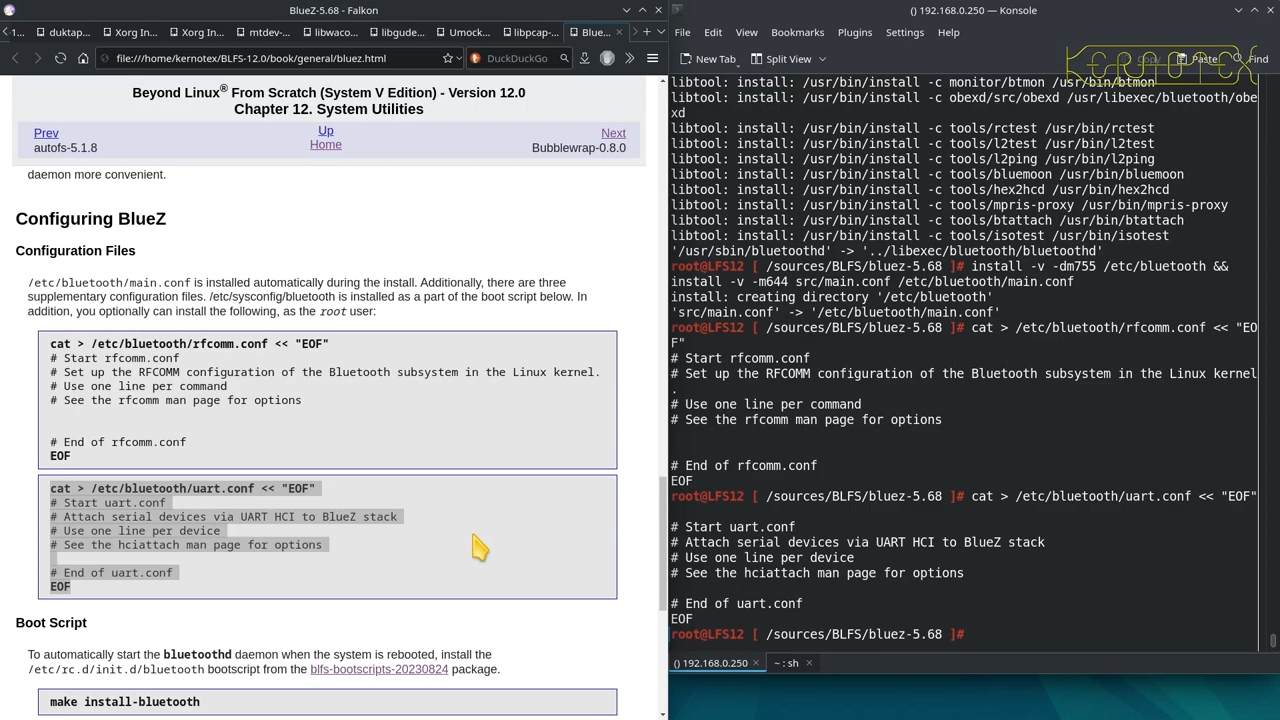 BlueZ-5.68 — Falkon
duktap...
Xorg In...
Xorg In...
mtdev-...
libwaco...
libgude...
Umock...
libpcap-...
Blue...
file:///home/kernotex/BLFS-12.0/book/general/bluez.html
DuckDuckGo
Beyond Linux® From Scratch (System V Edition) - Version 12.0
Chapter 12. System Utilities
Prev
Up
Next
autofs-5.1.8
Home
Bubblewrap-0.8.0
daemon more convenient.
Configuring BlueZ
Configuration Files
/etc/bluetooth/main.conf is installed automatically during the install. Additionally, there are three
supplementary configuration files. /etc/sysconfig/bluetooth is installed as a part of the boot script below. In
addition, you optionally can install the following, as the root user:
cat > /etc/bluetooth/rfcomm.conf << "EOF"
# Start rfcomm.conf
# Set up the RFCOMM configuration of the Bluetooth subsystem in the Linux kernel.
# Use one line per command
# See the rfcomm man page for options
# End of rfcomm.conf
EOF
cat > /etc/bluetooth/uart.conf << "EOF"
# Start uart.conf
# Attach serial devices via UART HCI to BlueZ stack
# Use one line per device
# See the hciattach man page for options
# End of uart.conf
EOF
Boot Script
To automatically start the bluetoothd daemon when the system is rebooted, install the
/etc/rc.d/init.d/bluetooth bootscript from the blfs-bootscripts-20230824 package.
make install-bluetooth
() 192.168.0.250 — Konsole
File Edit View Bookmarks Plugins Settings Help
New Tab Split View Copy Paste Find
Kernotex
libtool: install: /usr/bin/install -c monitor/btmon /usr/bin/btmon
libtool: install: /usr/bin/install -c obexd/src/obexd /usr/libexec/bluetooth/obe
xd
libtool: install: /usr/bin/install -c tools/rctest /usr/bin/rctest
libtool: install: /usr/bin/install -c tools/l2test /usr/bin/l2test
libtool: install: /usr/bin/install -c tools/l2ping /usr/bin/l2ping
libtool: install: /usr/bin/install -c tools/bluemoon /usr/bin/bluemoon
libtool: install: /usr/bin/install -c tools/hex2hcd /usr/bin/hex2hcd
libtool: install: /usr/bin/install -c tools/mpris-proxy /usr/bin/mpris-proxy
libtool: install: /usr/bin/install -c tools/btattach /usr/bin/btattach
libtool: install: /usr/bin/install -c tools/isotest /usr/bin/isotest
'/usr/sbin/bluetoothd' -> '../libexec/bluetooth/bluetoothd'
root@LFS12 [ /sources/BLFS/bluez-5.68 ]# install -v -dm755 /etc/bluetooth &&
install -v -m644 src/main.conf /etc/bluetooth/main.conf
install: creating directory '/etc/bluetooth'
'src/main.conf' -> '/etc/bluetooth/main.conf'
root@LFS12 [ /sources/BLFS/bluez-5.68 ]# cat > /etc/bluetooth/rfcomm.conf << "EO
F"
# Start rfcomm.conf
# Set up the RFCOMM configuration of the Bluetooth subsystem in the Linux kernel
.
# Use one line per command
# See the rfcomm man page for options
# End of rfcomm.conf
EOF
root@LFS12 [ /sources/BLFS/bluez-5.68 ]# cat > /etc/bluetooth/uart.conf << "EOF"
# Start uart.conf
# Attach serial devices via UART HCI to BlueZ stack
# Use one line per device
# See the hciattach man page for options
# End of uart.conf
EOF
root@LFS12 [ /sources/BLFS/bluez-5.68 ]#
() 192.168.0.250
~ : sh